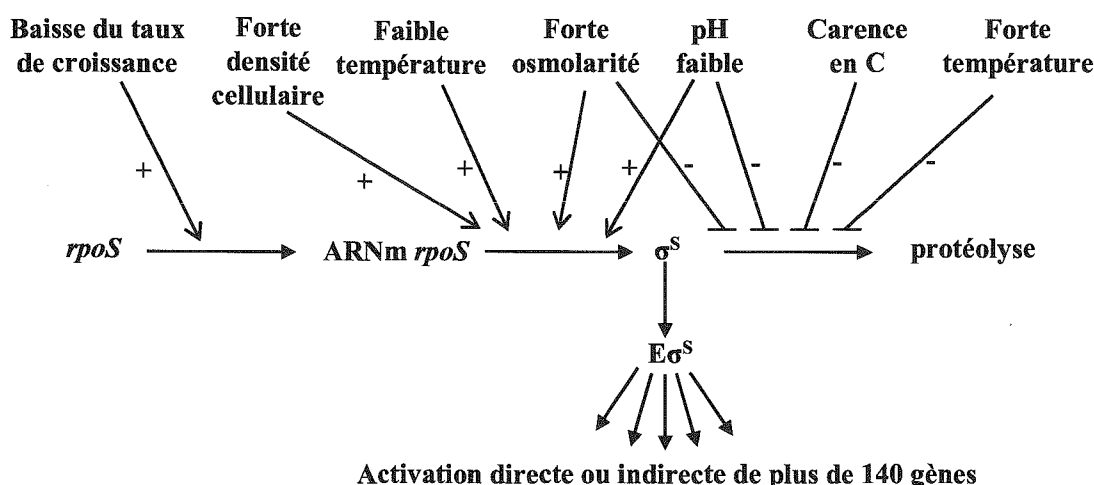 Baisse du taux
de croissance
Forte
densité
cellulaire
Faible
température
Forte
osmolarité
pH
faible
Carence
en C
Forte
température
+
+
+
+
+
-
-
-
-
rpoS
ARNm rpoS
σS
protéolyse
EσS
Activation directe ou indirecte de plus de 140 gènes